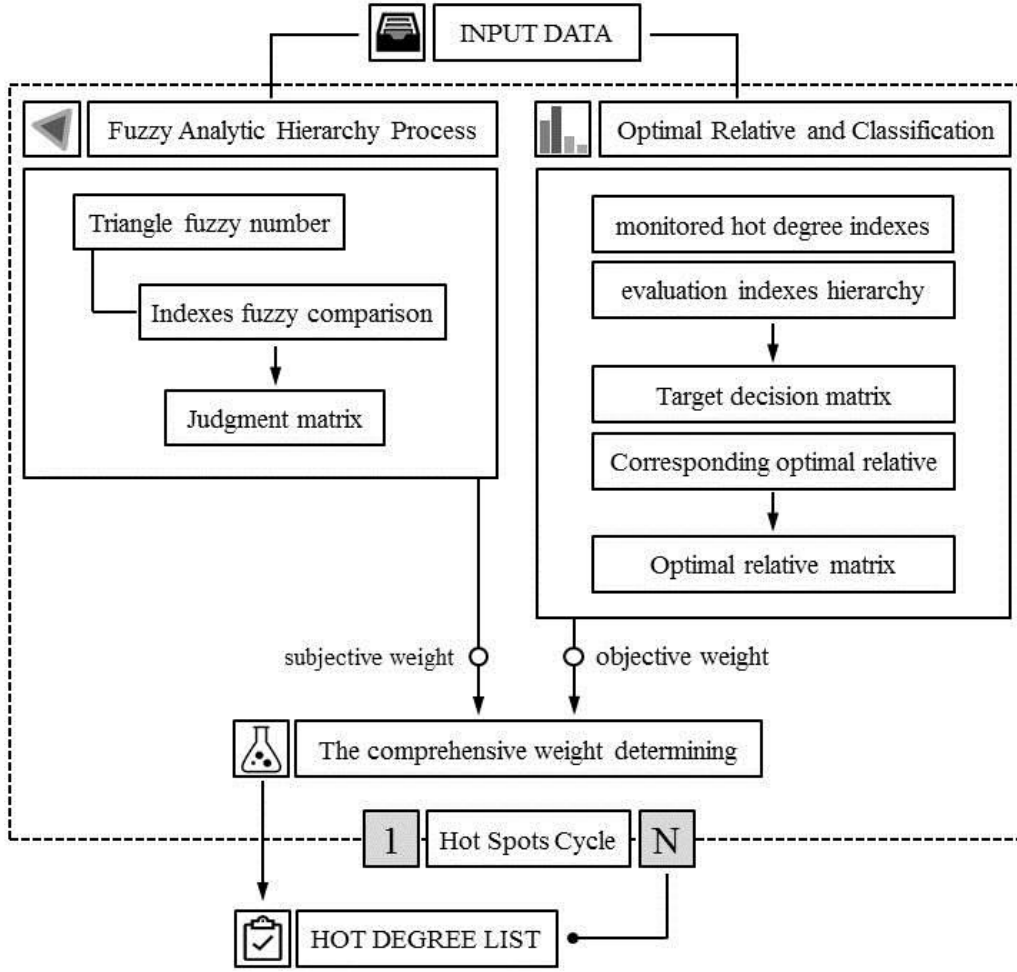 INPUT DATA
Fuzzy Analytic Hierarchy Process
Optimal Relative and Classification
Triangle fuzzy number
Indexes fuzzy comparison
Judgment matrix
monitored hot degree indexes
evaluation indexes hierarchy
Target decision matrix
Corresponding optimal relative
Optimal relative matrix
subjective weight
objective weight
The comprehensive weight determining
1
Hot Spots Cycle
N
HOT DEGREE LIST